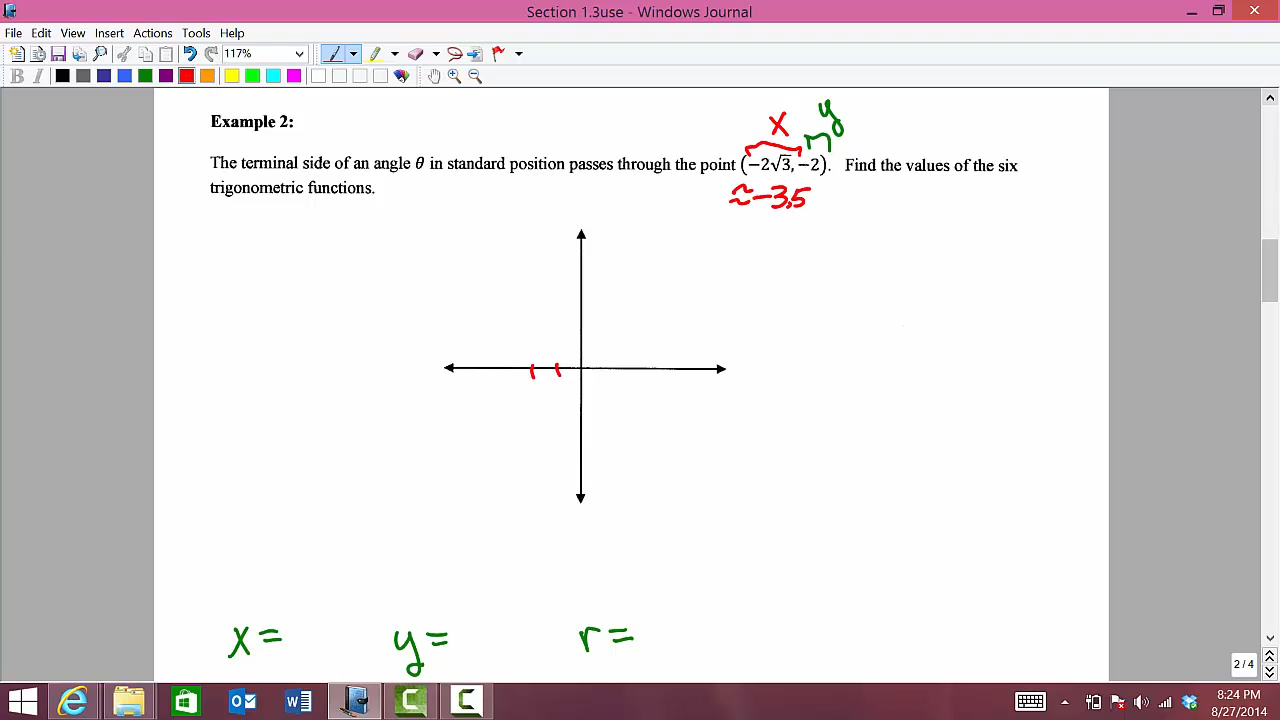 Section 1.3use - Windows Journal
File Edit View Insert Actions Tools Help
117%
B I
Example 2:
x y
The terminal side of an angle θ in standard position passes through the point (−2√3, −2). Find the values of the six
trigonometric functions.
≈−3.5
x= y= r=
2 / 4
8:24 PM
8/27/2014